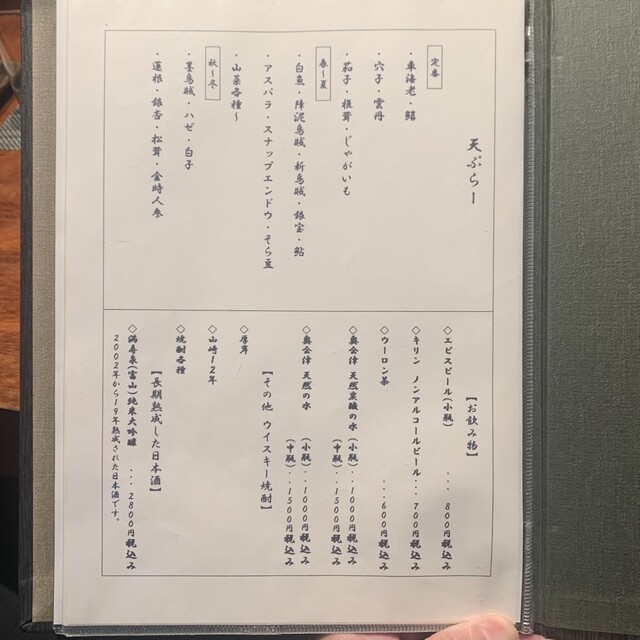 天ぷらー
定番
・車海老・鱚
・穴子・雲丹
・茄子・椎茸・じゃがいも
春～夏
・白魚・障泥烏賊・新烏賊・銀宝・鮎
・アスパラ・スナップエンドウ・そら豆
・山菜各種～
秋～冬
・墨烏賊・ハゼ・白子
・蓮根・銀杏・松茸・金時人参
【お飲み物】
◇エビスビール(小瓶) ... 800円税込み
◇キリン ノンアルコールビール... 700円税込み
◇ウーロン茶 ...600円税込み
◇奥会津 天然炭酸の水 (小瓶)...1000円税込み
(中瓶)...1500円税込み
◇奥会津 天然の水 (小瓶)...1000円税込み
(中瓶)...1500円税込み
【その他 ウイスキー焼酎】
◇厚岸
◇山崎12年
◇焼酎各種
【長期熟成した日本酒】
◇満寿泉(富山)純米大吟醸 ...2800円税込み
2002年から19年熟成された日本酒です。